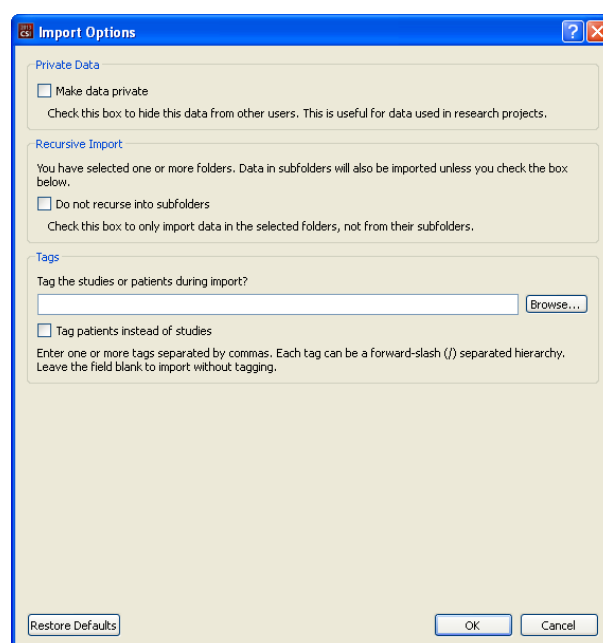 Import Options
Private Data
Make data private
Check this box to hide this data from other users. This is useful for data used in research projects.
Recursive Import
You have selected one or more folders. Data in subfolders will also be imported unless you check the box
below.
Do not recurse into subfolders
Check this box to only import data in the selected folders, not from their subfolders.
Tags
Tag the studies or patients during import?
Browse...
Tag patients instead of studies
Enter one or more tags separated by commas. Each tag can be a forward-slash (/) separated hierarchy.
Leave the field blank to import without tagging.
Restore Defaults
OK
Cancel